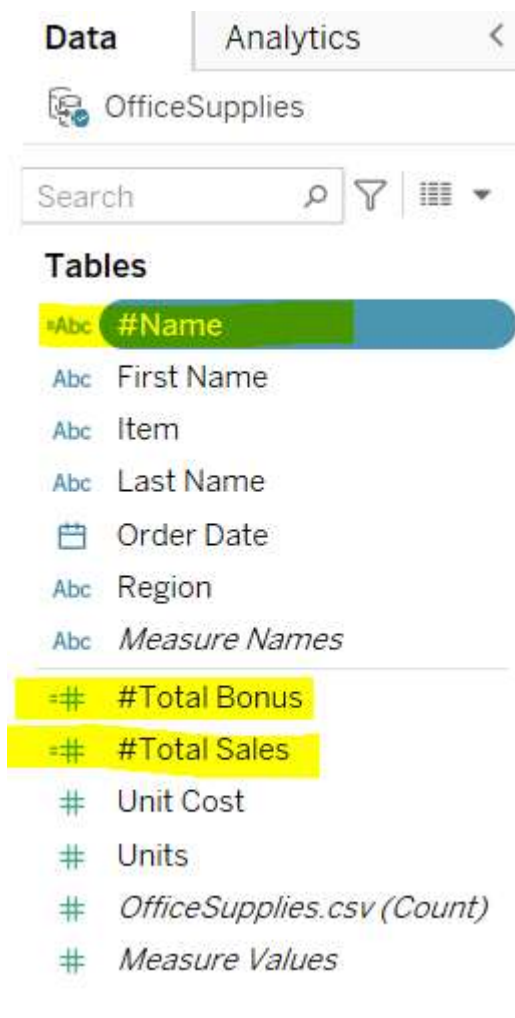 Data Analytics
OfficeSupplies
Search
Tables
=Abc #Name
Abc First Name
Abc Item
Abc Last Name
Order Date
Abc Region
Abc Measure Names
=# #Total Bonus
=# #Total Sales
# Unit Cost
# Units
# OfficeSupplies.csv (Count)
# Measure Values